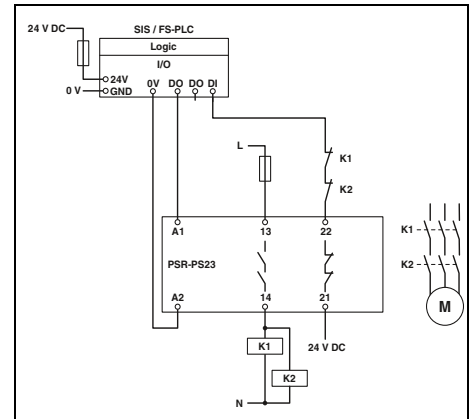 24 V DC
SIS / FS-PLC
Logic
I/O
24V
0 V
GND
0V DO DO DI
L
K1
K2
A1 13 22
PSR-PS23
K1
K2
A2 14 21
M
K1
24 V DC
K2
N